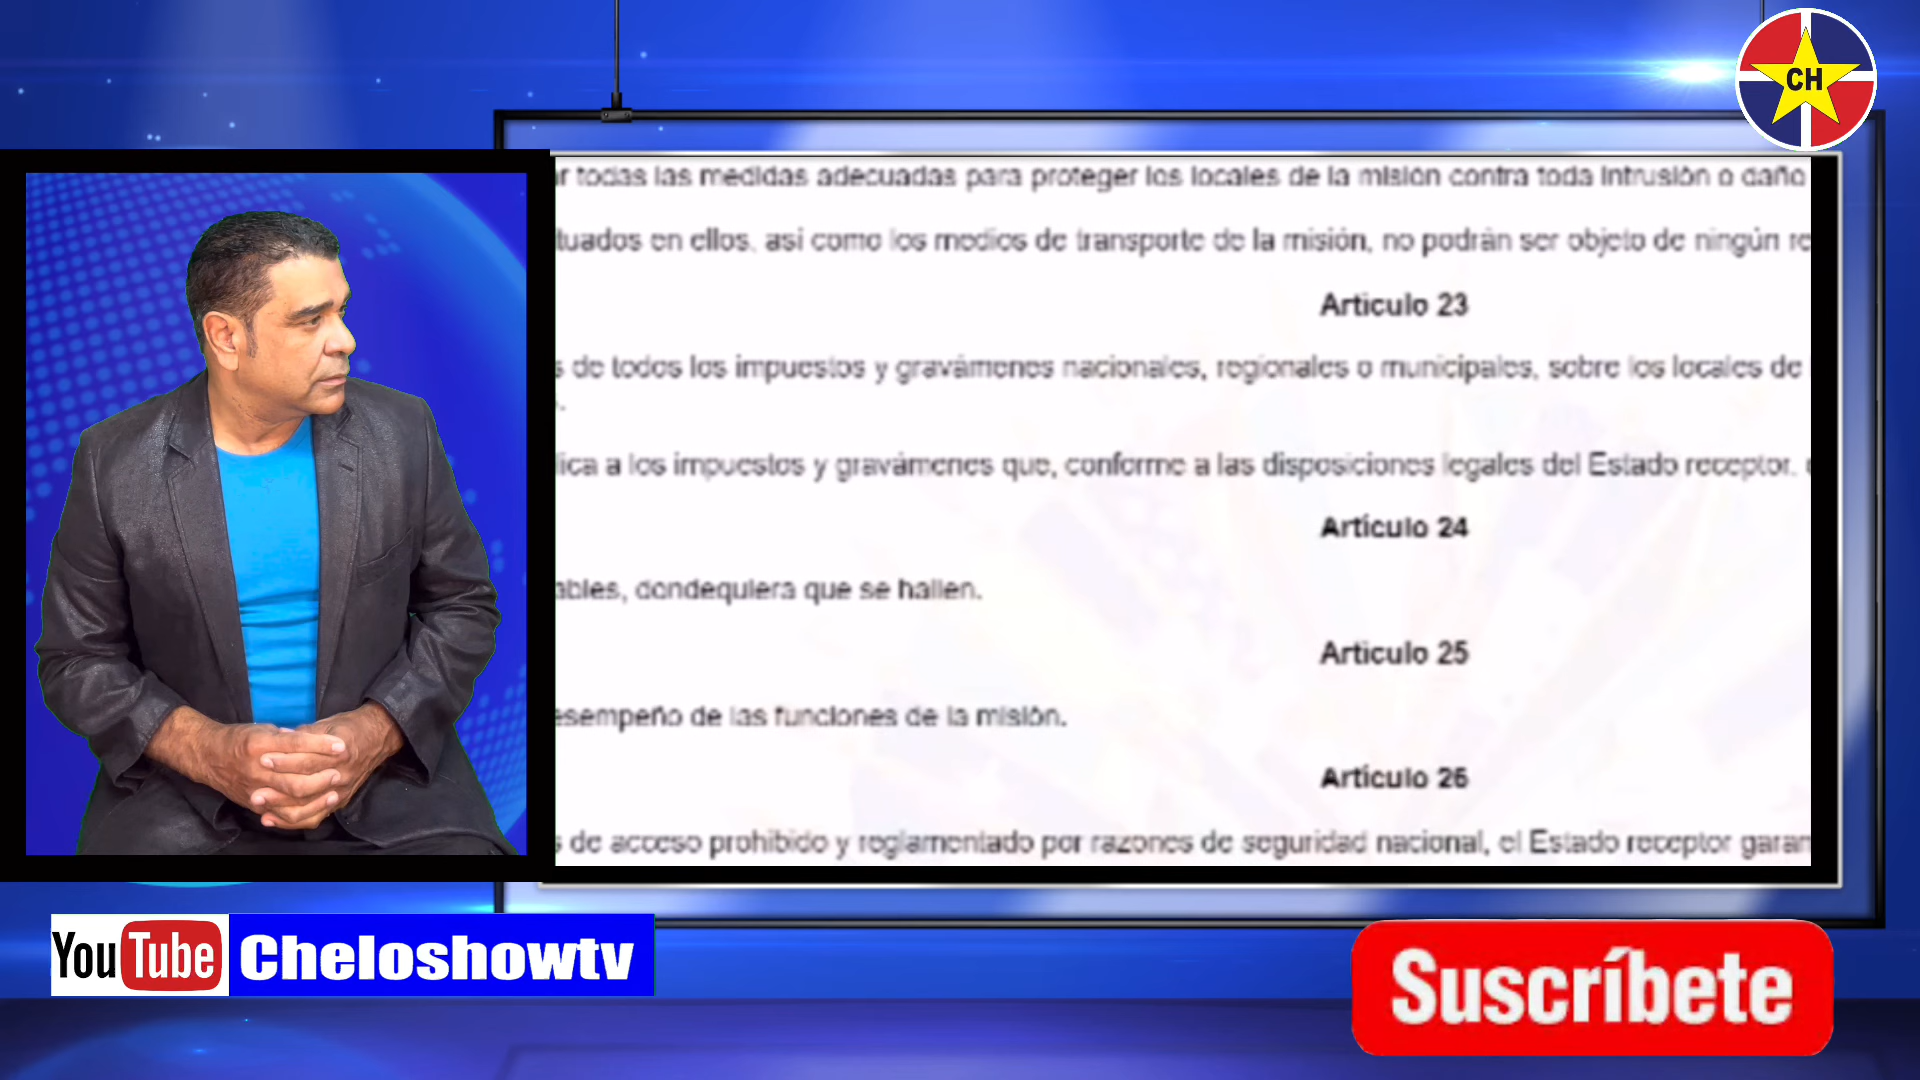 CH
todas las medidas adecuadas para proteger los locales de la misión contra toda intrusión o daño
tuados en ellos, así como los medios de transporte de la misión, no podrán ser objeto de ningún re
Artículo 23
s de todos los impuestos y gravámenes nacionales, regionales o municipales, sobre los locales de
s.
lica a los impuestos y gravámenes que, conforme a las disposiciones legales del Estado receptor,
Artículo 24
ables, dondequiera que se hallen.
Artículo 25
esempeño de las funciones de la misión.
Artículo 26
s de acceso prohibido y reglamentado por razones de seguridad nacional, el Estado receptor garan
YouTube Cheloshowtv
Suscríbete